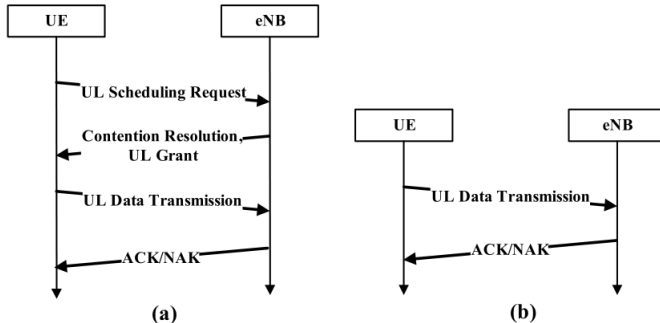 UE
eNB
UL Scheduling Request
Contention Resolution,
UL Grant
UL Data Transmission
ACK/NAK
(a)
UE
eNB
UL Data Transmission
ACK/NAK
(b)